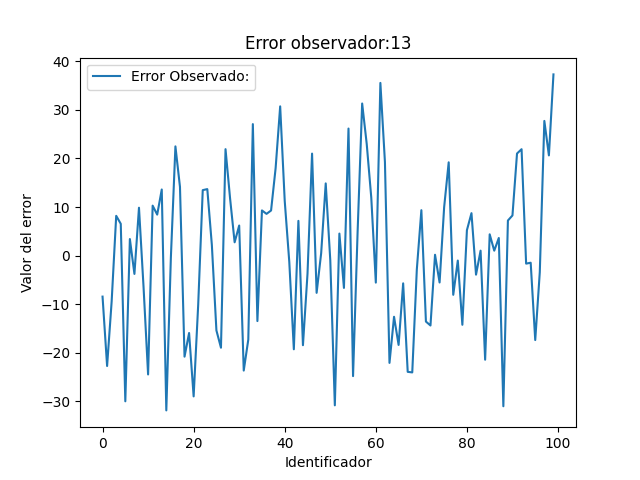 Error observador:13
Error Observado:
Valor del error
40
30
20
10
0
−10
−20
−30
0 20 40 60 80 100
Identificador